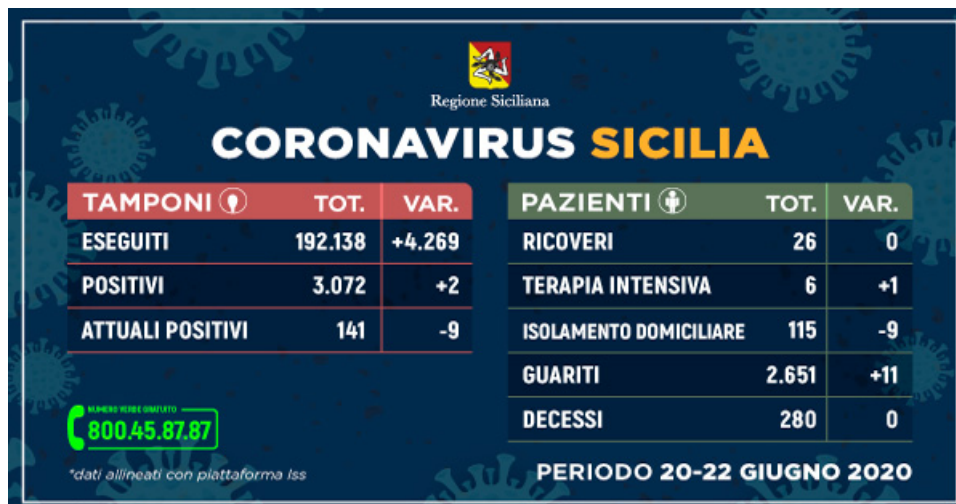 Regione Siciliana
CORONAVIRUS SICILIA
TAMPONI TOT. VAR.
ESEGUITI 192.138 +4.269
POSITIVI 3.072 +2
ATTUALI POSITIVI 141 -9
PAZIENTI TOT. VAR.
RICOVERI 26 0
TERAPIA INTENSIVA 6 +1
ISOLAMENTO DOMICILIARE 115 -9
GUARITI 2.651 +11
DECESSI 280 0
NUMERO VERDE GRATUITO
800.45.87.87
*dati allineati con piattaforma Iss
PERIODO 20-22 GIUGNO 2020